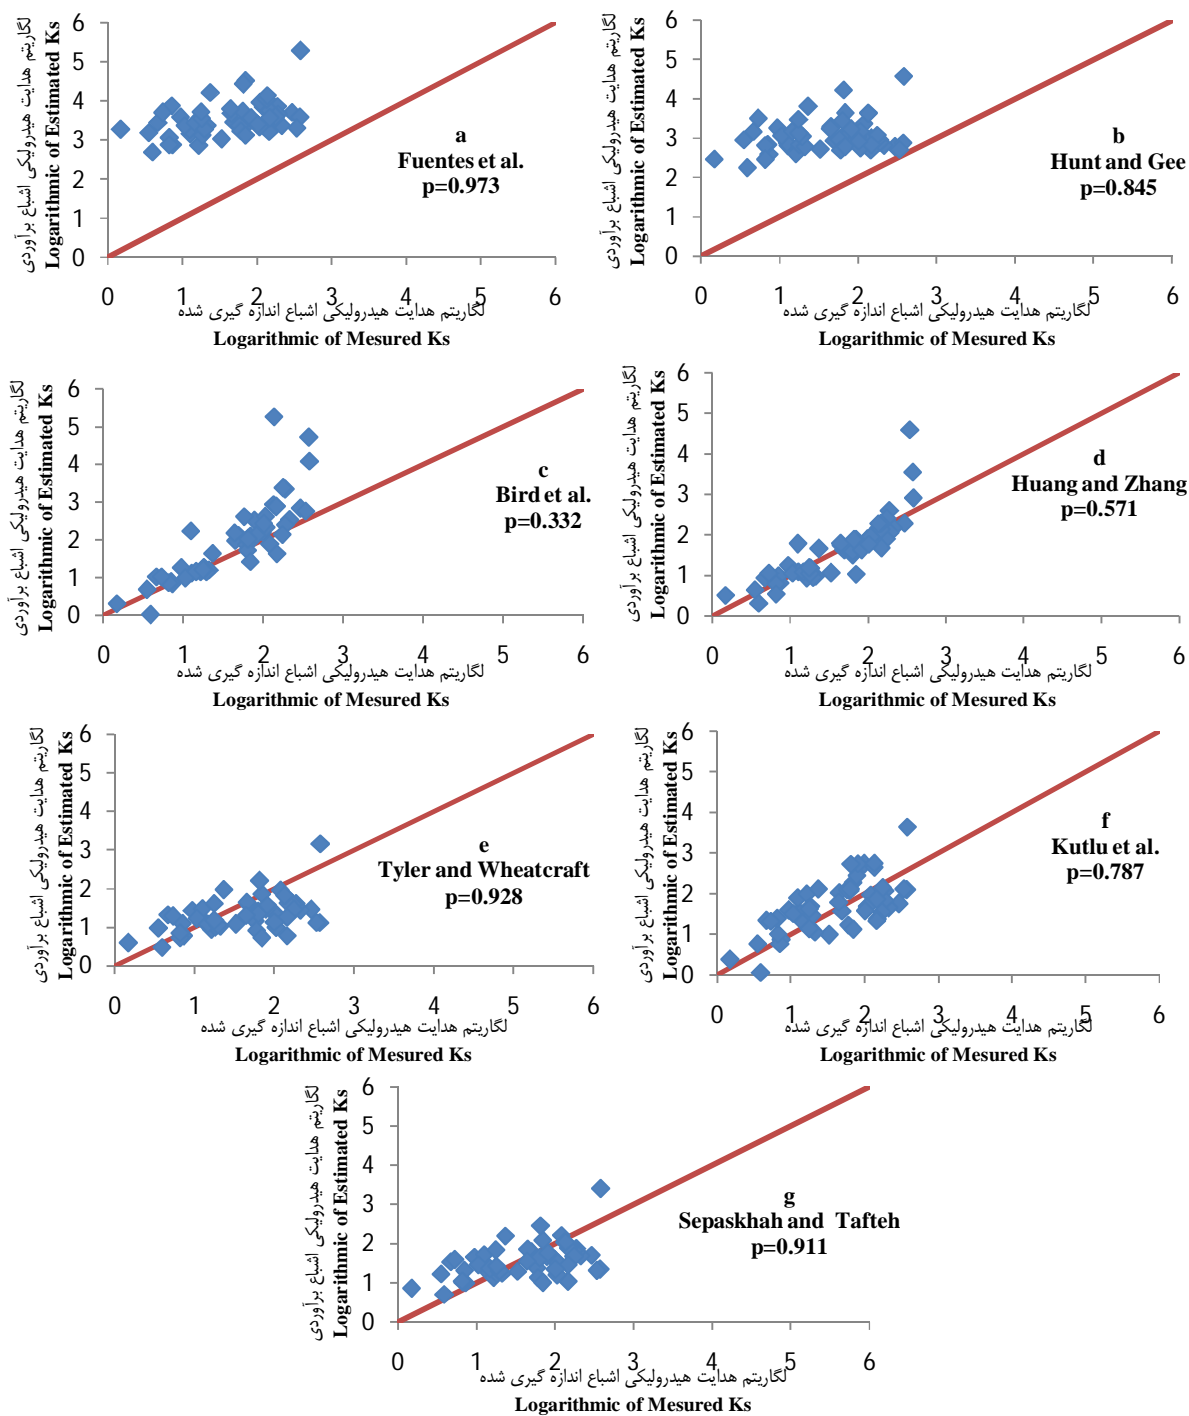 لگاریتم هدایت هیدرولیکی اشباع برآوردی
Logarithmic of Estimated Ks
6
5
4
3
2
1
0
a
Fuentes et al.
p=0.973
0 1 2 3 4 5 6
لگاریتم هدایت هیدرولیکی اشباع اندازه گیری شده
Logarithmic of Mesured Ks
لگاریتم هدایت هیدرولیکی اشباع برآوردی
Logarithmic of Estimated Ks
6
5
4
3
2
1
0
b
Hunt and Gee
p=0.845
0 1 2 3 4 5 6
لگاریتم هدایت هیدرولیکی اشباع اندازه گیری شده
Logarithmic of Mesured Ks
لگاریتم هدایت هیدرولیکی اشباع برآوردی
Logarithmic of Estimated Ks
6
5
4
3
2
1
0
c
Bird et al.
p=0.332
0 1 2 3 4 5 6
لگاریتم هدایت هیدرولیکی اشباع اندازه گیری شده
Logarithmic of Mesured Ks
لگاریتم هدایت هیدرولیکی اشباع برآوردی
Logarithmic of Estimated Ks
6
5
4
3
2
1
0
d
Huang and Zhang
p=0.571
0 1 2 3 4 5 6
لگاریتم هدایت هیدرولیکی اشباع اندازه گیری شده
Logarithmic of Mesured Ks
لگاریتم هدایت هیدرولیکی اشباع برآوردی
Logarithmic of Estimated Ks
6
5
4
3
2
1
0
e
Tyler and Wheatcraft
p=0.928
0 1 2 3 4 5 6
لگاریتم هدایت هیدرولیکی اشباع اندازه گیری شده
Logarithmic of Mesured Ks
لگاریتم هدایت هیدرولیکی اشباع برآوردی
Logarithmic of Estimated Ks
6
5
4
3
2
1
0
f
Kutlu et al.
p=0.787
0 1 2 3 4 5 6
لگاریتم هدایت هیدرولیکی اشباع اندازه گیری شده
Logarithmic of Mesured Ks
لگاریتم هدایت هیدرولیکی اشباع برآوردی
Logarithmic of Estimated Ks
6
5
4
3
2
1
0
g
Sepaskhah and Tafteh
p=0.911
0 1 2 3 4 5 6
لگاریتم هدایت هیدرولیکی اشباع اندازه گیری شده
Logarithmic of Mesured Ks